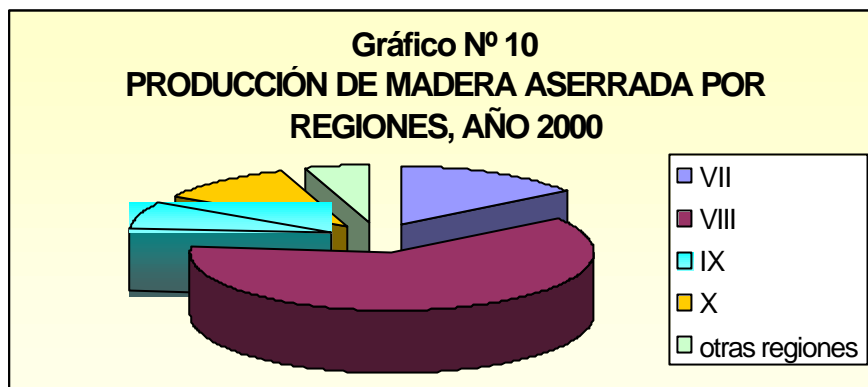 Gráfico Nº 10
PRODUCCIÓN DE MADERA ASERRADA POR
REGIONES, AÑO 2000
VII
VIII
IX
X
otras regiones